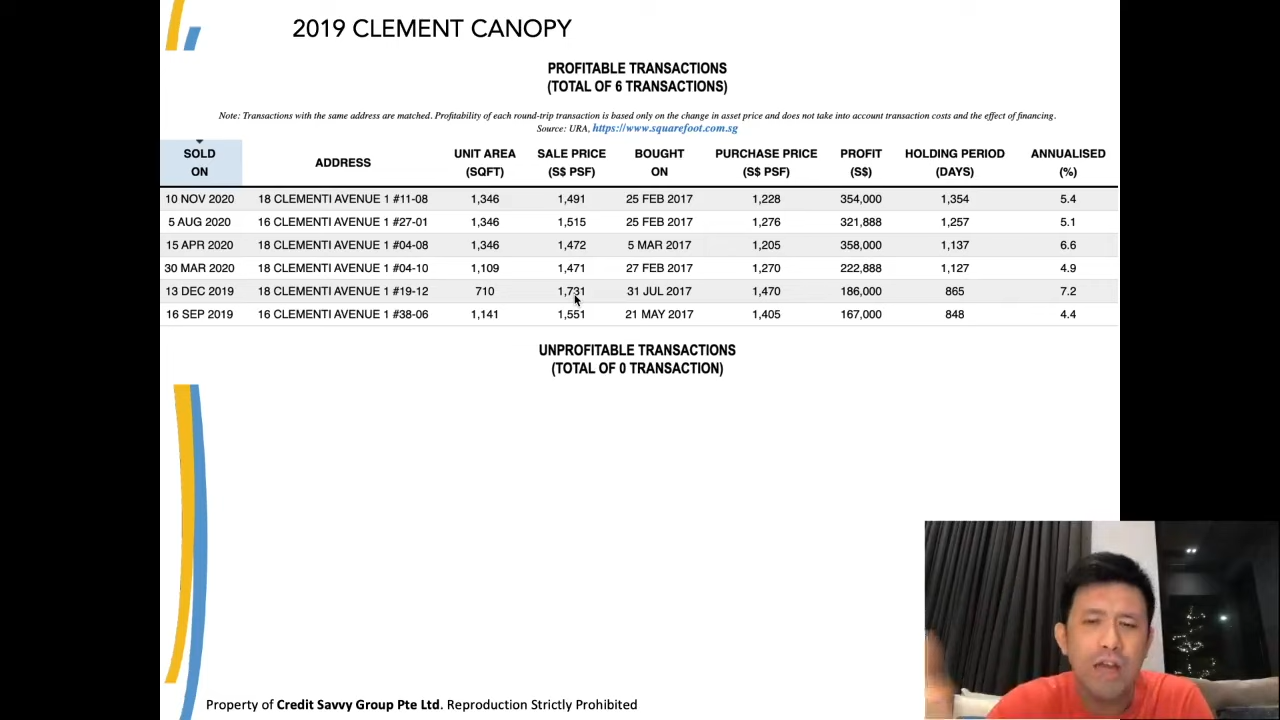 2019 CLEMENT CANOPY
PROFITABLE TRANSACTIONS
(TOTAL OF 6 TRANSACTIONS)
Note: Transactions with the same address are matched. Profitability of each round-trip transaction is based only on the change in asset price and does not take into account transaction costs and the effect of financing.
Source: URA, https://www.squarefoot.com.sg
SOLD ON ADDRESS UNIT AREA (SQFT) SALE PRICE (S$ PSF) BOUGHT ON PURCHASE PRICE (S$ PSF) PROFIT (S$) HOLDING PERIOD (DAYS) ANNUALISED (%)
10 NOV 2020 18 CLEMENTI AVENUE 1 #11-08 1,346 1,491 25 FEB 2017 1,228 354,000 1,354 5.4
5 AUG 2020 16 CLEMENTI AVENUE 1 #27-01 1,346 1,515 25 FEB 2017 1,276 321,888 1,257 5.1
15 APR 2020 18 CLEMENTI AVENUE 1 #04-08 1,346 1,472 5 MAR 2017 1,205 358,000 1,137 6.6
30 MAR 2020 18 CLEMENTI AVENUE 1 #04-10 1,109 1,471 27 FEB 2017 1,270 222,888 1,127 4.9
13 DEC 2019 18 CLEMENTI AVENUE 1 #19-12 710 1,731 31 JUL 2017 1,470 186,000 865 7.2
16 SEP 2019 16 CLEMENTI AVENUE 1 #38-06 1,141 1,551 21 MAY 2017 1,405 167,000 848 4.4
UNPROFITABLE TRANSACTIONS
(TOTAL OF 0 TRANSACTION)
Property of Credit Savvy Group Pte Ltd. Reproduction Strictly Prohibited